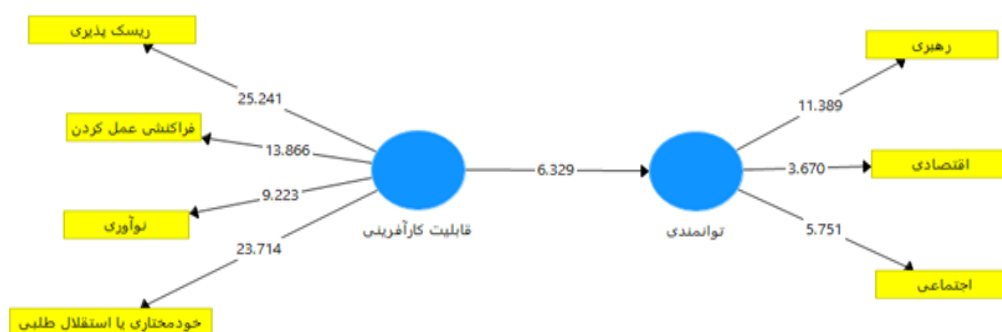 ریسک پذیری
رهبری
25.241
11.389
فراکنشی عمل کردن
13.866
6.329
3.670
اقتصادی
9.223
نوآوری
قابلیت کارآفرینی
توانمندی
5.751
23.714
اجتماعی
خودمختاری یا استقلال طلبی